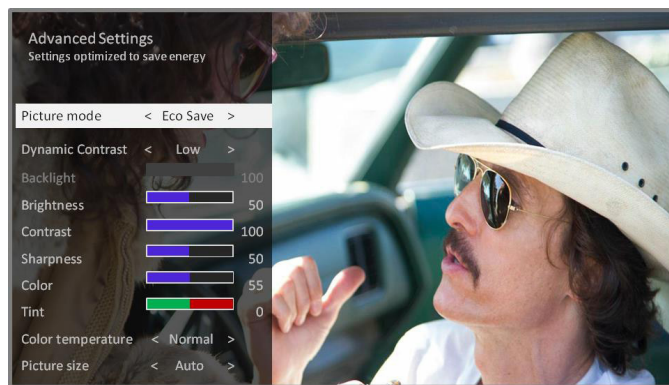 Advanced Settings
Settings optimized to save energy
Picture mode < Eco Save >
Dynamic Contrast < Low >
Backlight 100
Brightness 50
Contrast 100
Sharpness 50
Color 55
Tint 0
Color temperature < Normal >
Picture size < Auto >